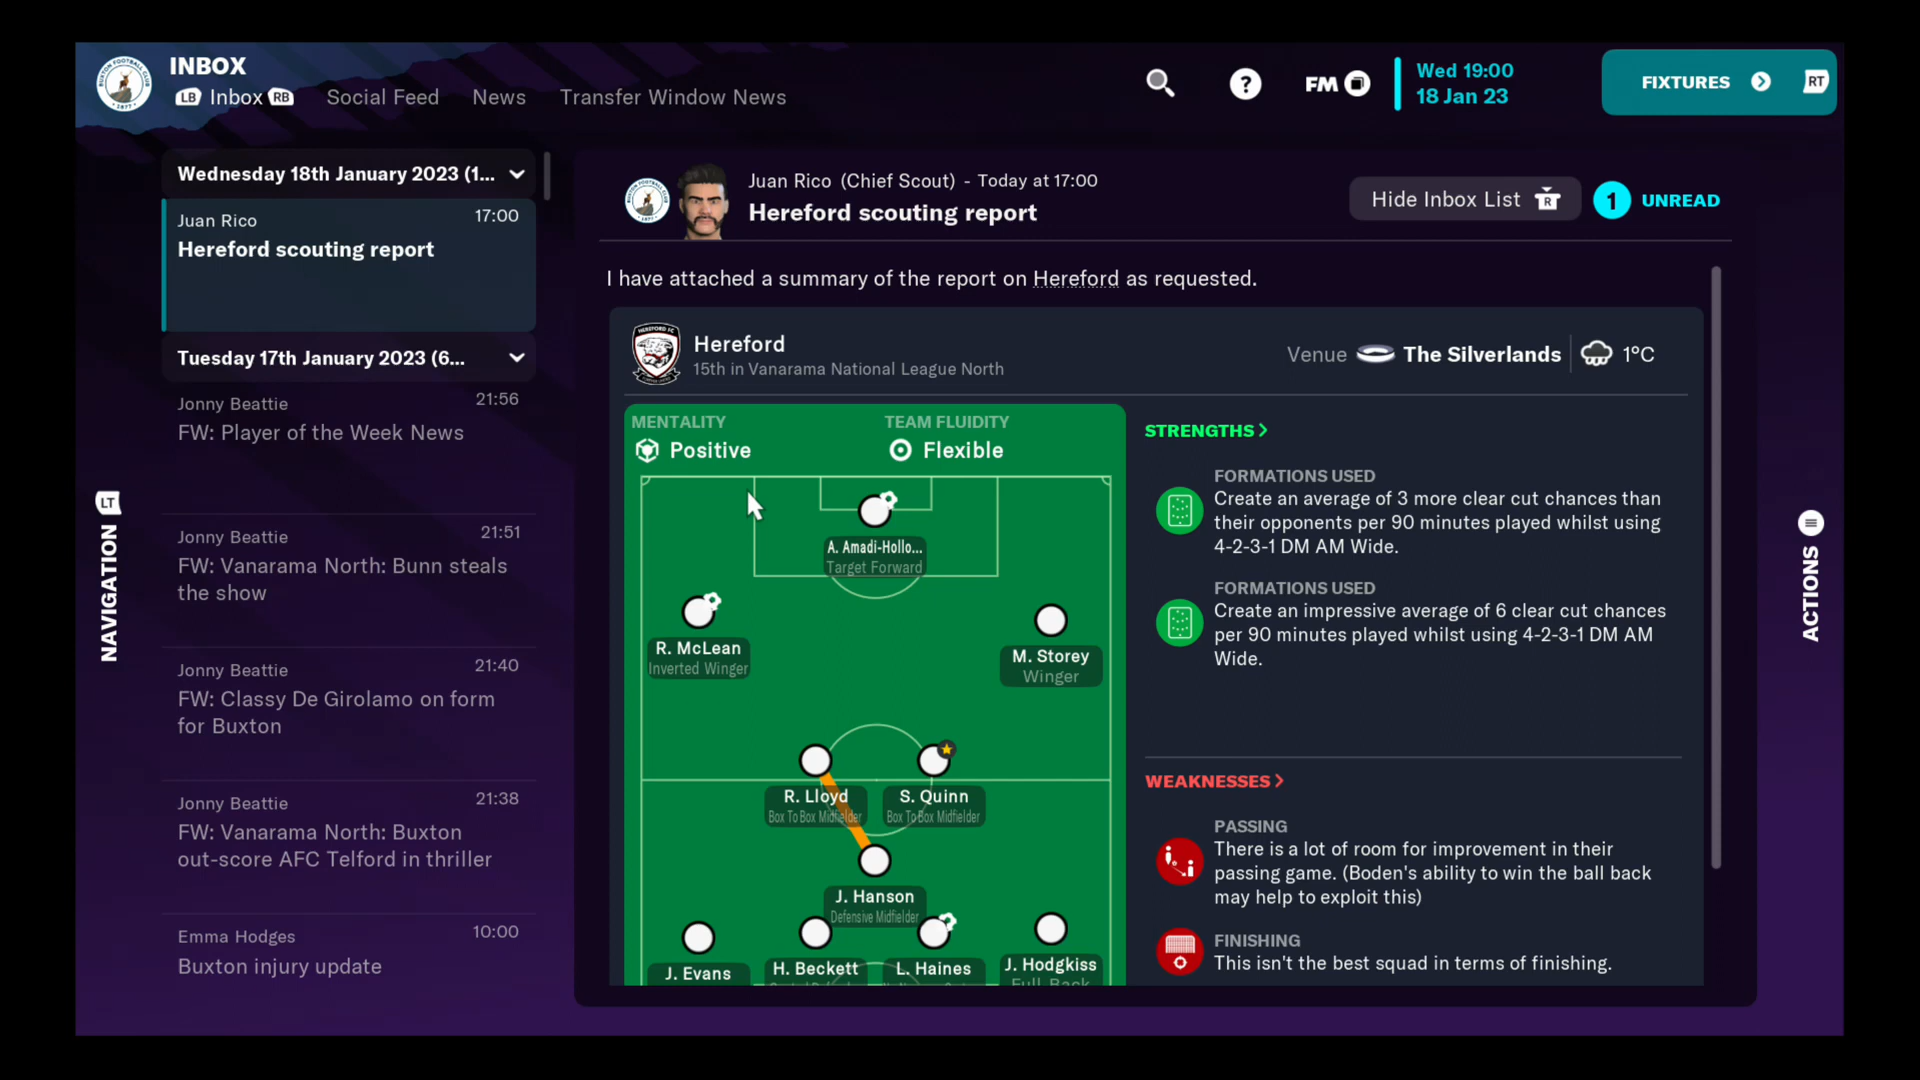 INBOX
LB Inbox RB Social Feed News Transfer Window News
?
FM
Wed 19:00
18 Jan 23
FIXTURES RT
Wednesday 18th January 2023 (1...
Juan Rico 17:00
Hereford scouting report
Tuesday 17th January 2023 (6...
Jonny Beattie 21:56
FW: Player of the Week News
Jonny Beattie 21:51
FW: Vanarama North: Bunn steals
the show
Jonny Beattie 21:40
FW: Classy De Girolamo on form
for Buxton
Jonny Beattie 21:38
FW: Vanarama North: Buxton
out-score AFC Telford in thriller
Emma Hodges 10:00
Buxton injury update
LT
NAVIGATION
Juan Rico (Chief Scout) - Today at 17:00
Hereford scouting report
Hide Inbox List R
1 UNREAD
I have attached a summary of the report on Hereford as requested.
Hereford
15th in Vanarama National League North
Venue The Silverlands 1°C
MENTALITY
Positive
TEAM FLUIDITY
Flexible
A. Amadi-Hollo...
Target Forward
R. McLean
Inverted Winger
M. Storey
Winger
R. Lloyd
Box To Box Midfielder
S. Quinn
Box To Box Midfielder
J. Hanson
Defensive Midfielder
J. Evans
H. Beckett
L. Haines
J. Hodgkiss
Full-Back
STRENGTHS
FORMATIONS USED
Create an average of 3 more clear cut chances than
their opponents per 90 minutes played whilst using
4-2-3-1 DM AM Wide.
FORMATIONS USED
Create an impressive average of 6 clear cut chances
per 90 minutes played whilst using 4-2-3-1 DM AM
Wide.
WEAKNESSES
PASSING
There is a lot of room for improvement in their
passing game. (Boden's ability to win the ball back
may help to exploit this)
FINISHING
This isn't the best squad in terms of finishing.
ACTIONS